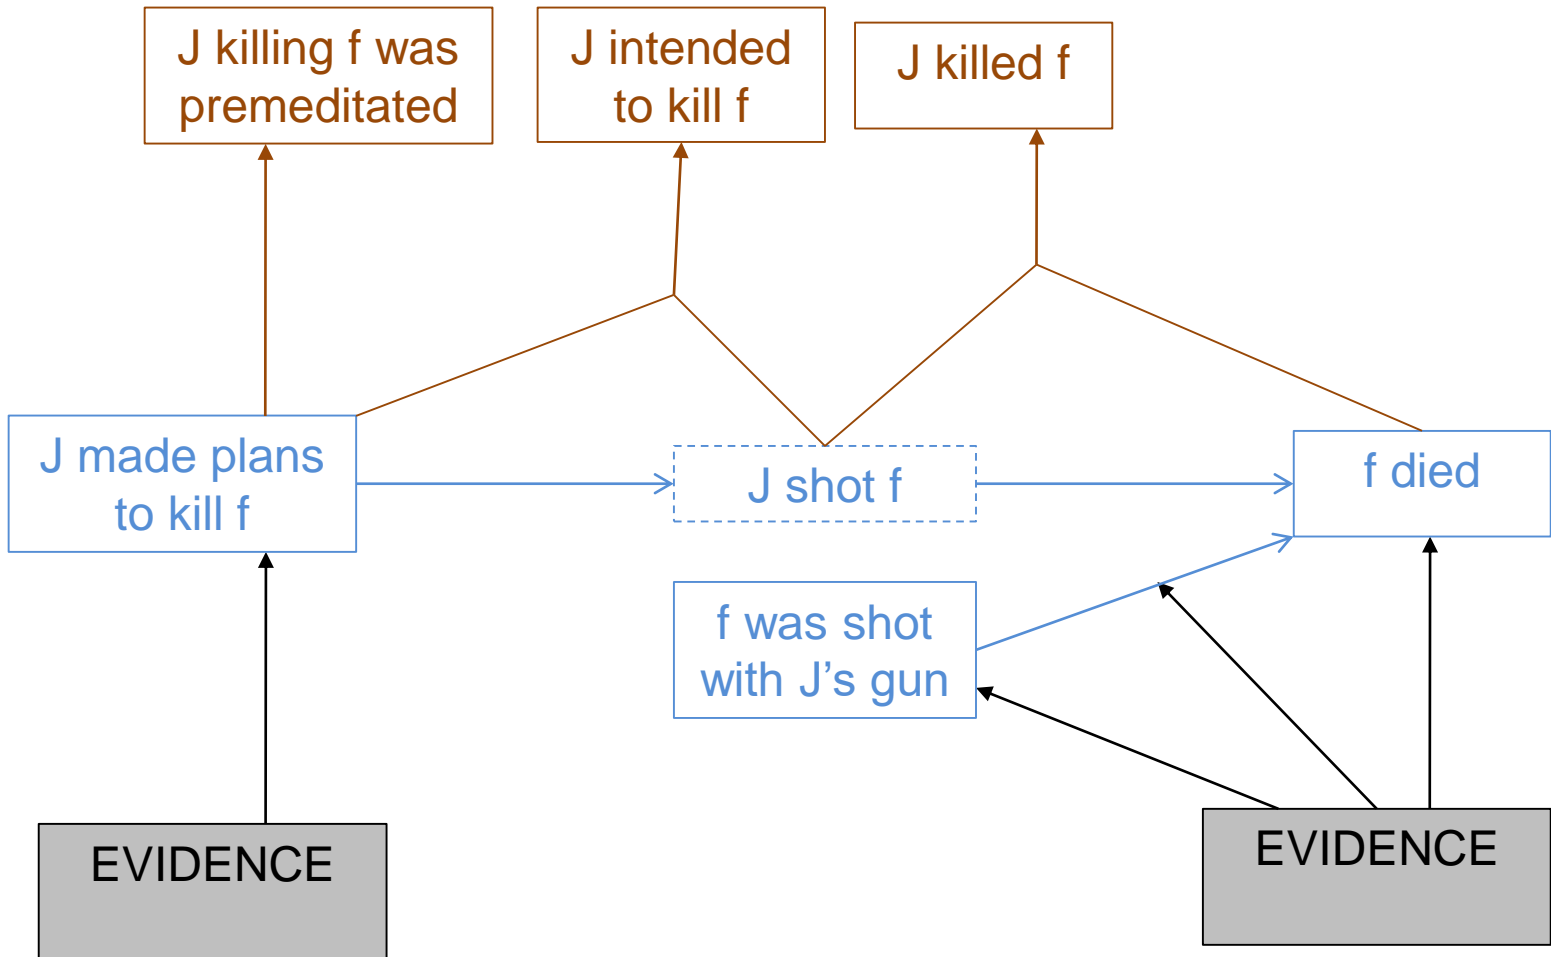 J killing f was
premeditated
J intended
to kill f
J killed f
J made plans
to kill f
J shot f
f died
f was shot
with J’s gun
EVIDENCE
EVIDENCE